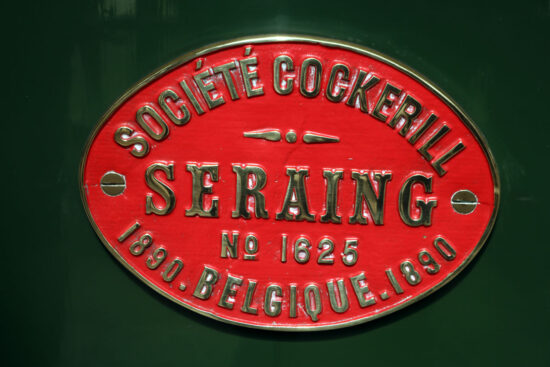 SOCIÉTÉ COCKERILL
SERAING
No 1625
1890. BELGIQUE. 1890